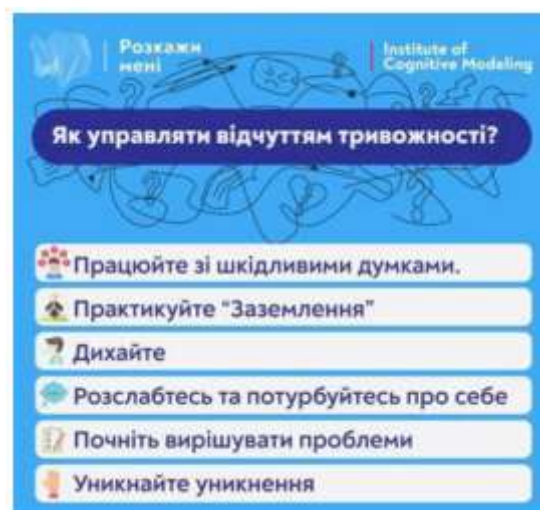 Розкажи
мені
Institute of
Cognitive Modeling
Як управляти відчуттям тривожності?
Працюйте зі шкідливими думками.
Практикуйте "Заземлення"
Дихайте
Розслабтесь та потурбуйтесь про себе
Почніть вирішувати проблеми
Уникнайте уникнення